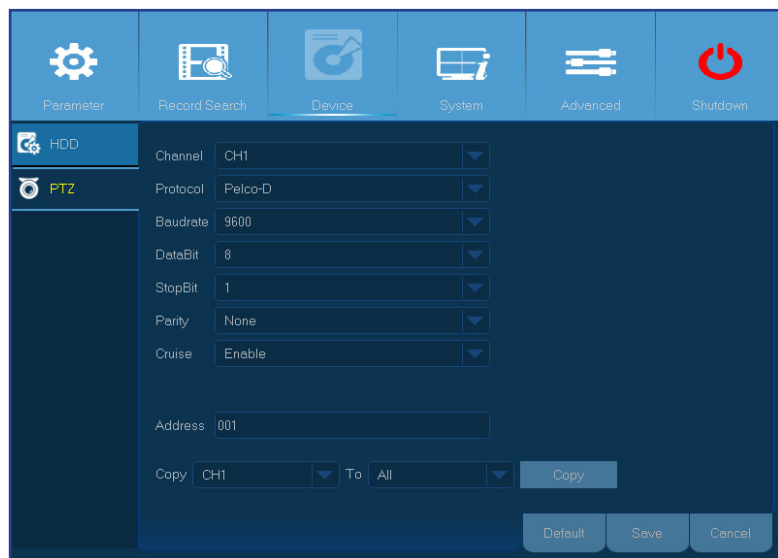 Parameter Record Search Device System Advanced Shutdown
HDD
PTZ
Channel CH1
Protocol Pelco-D
Baudrate 9600
DataBit 8
StopBit 1
Parity None
Cruise Enable
Address 001
Copy CH1 To All Copy
Default Save Cancel